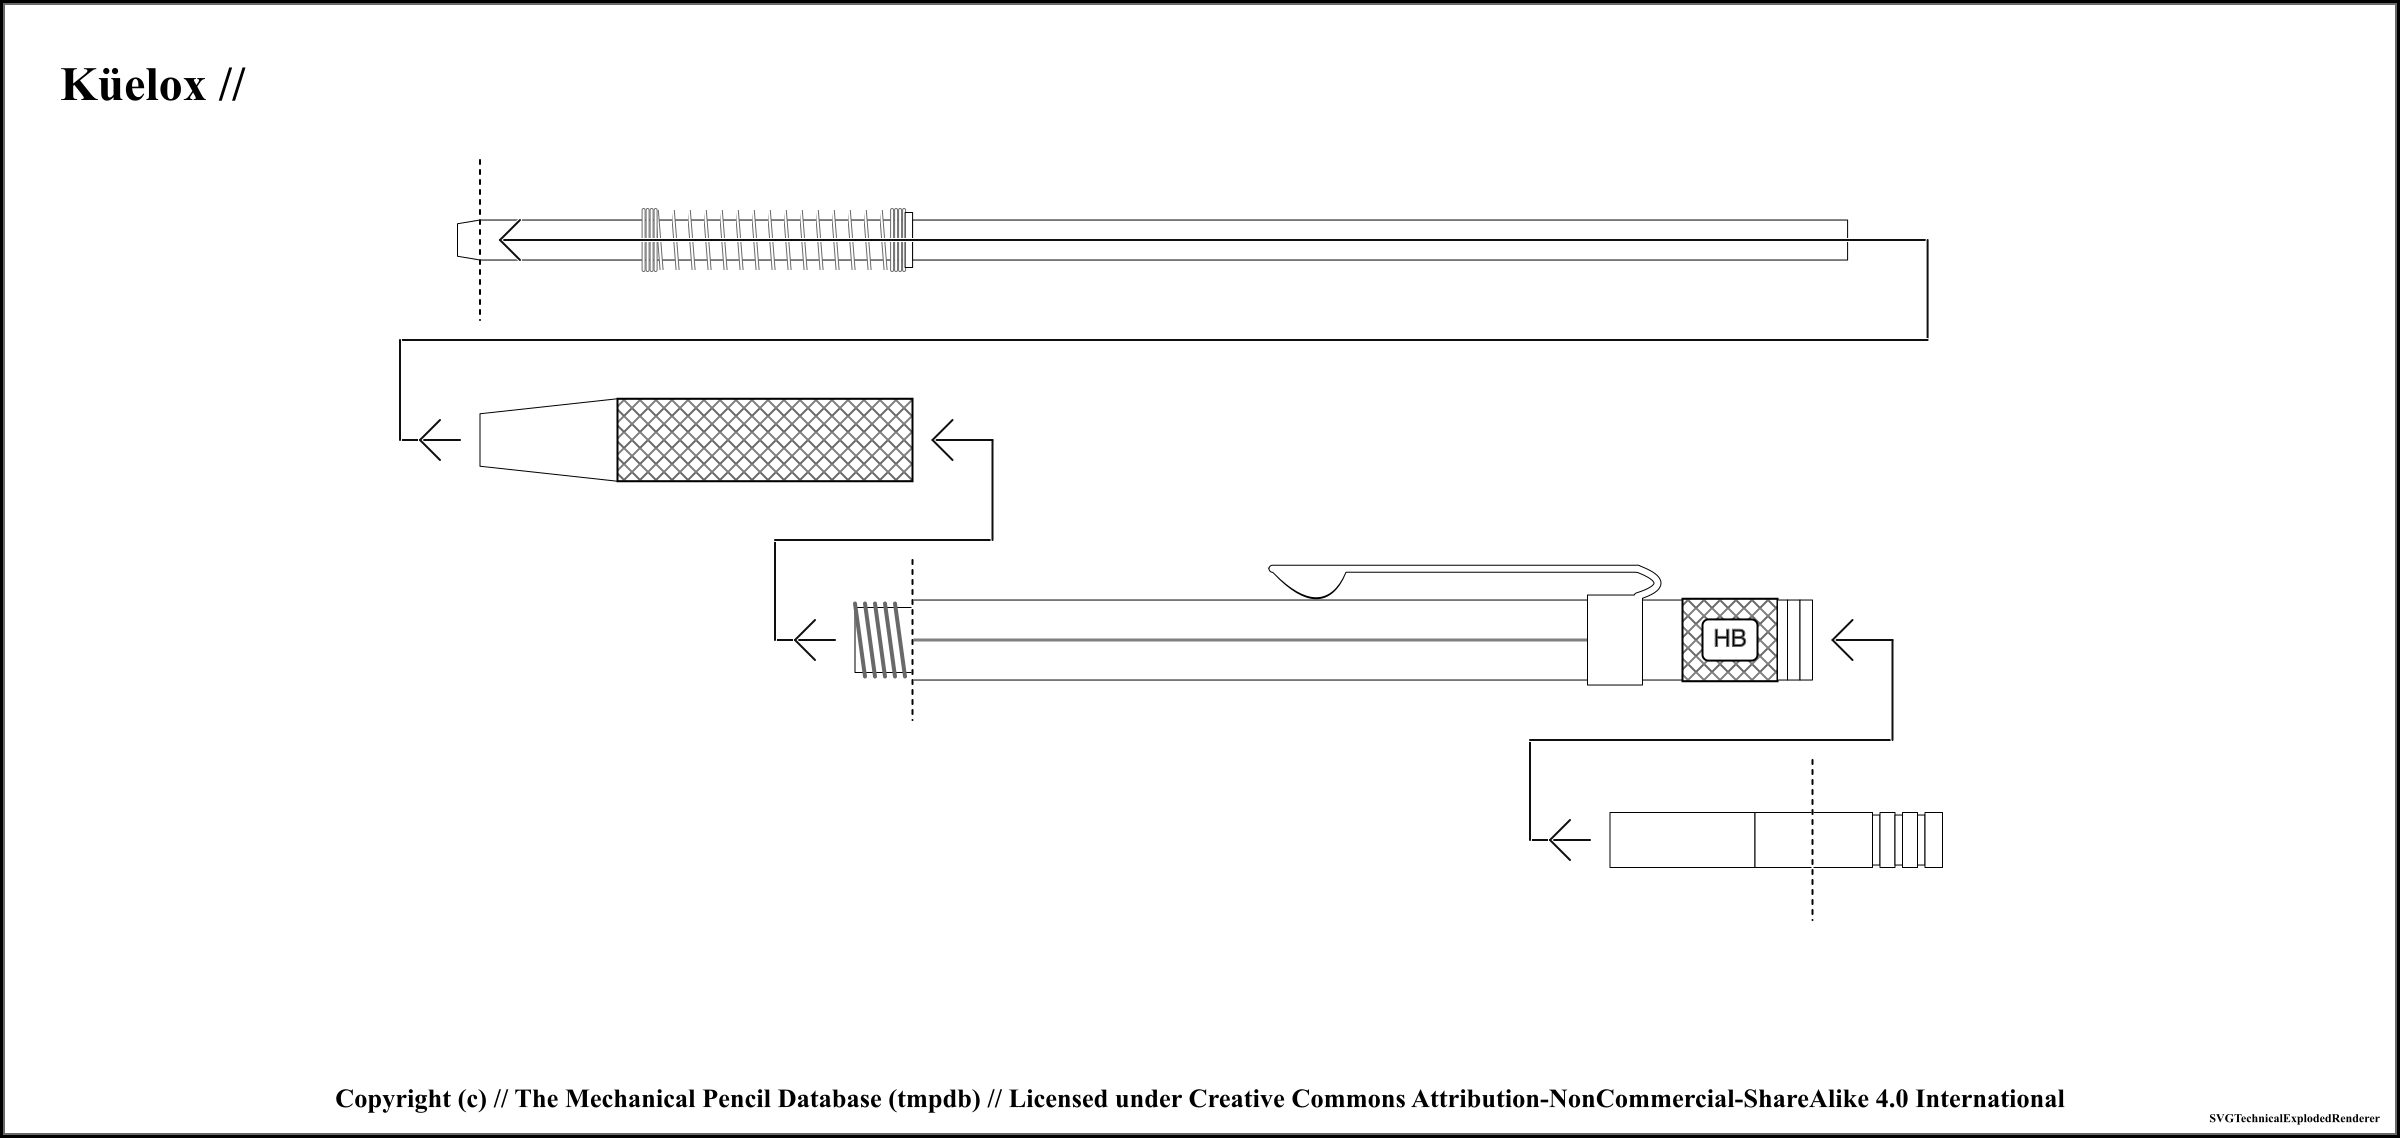 Küelox //
HB
Copyright (c) // The Mechanical Pencil Database (tmpdb) // Licensed under Creative Commons Attribution-NonCommercial-ShareAlike 4.0 International
SVGTechnicalExplodedRenderer